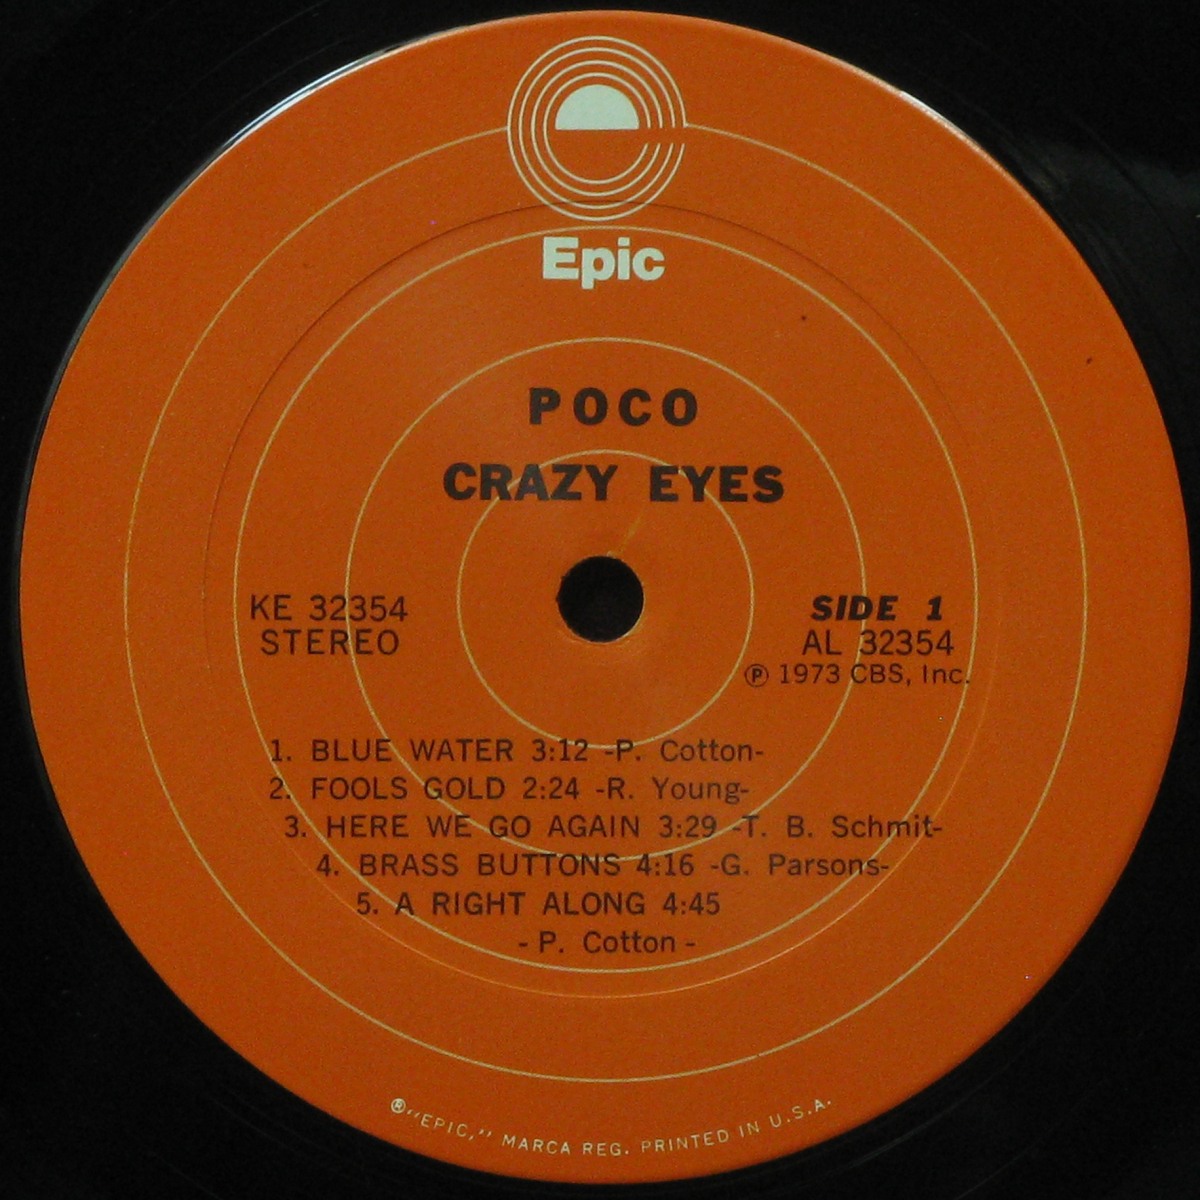 Epic
POCO
CRAZY EYES
KE 32354
STEREO
SIDE 1
AL 32354
Ⓟ 1973 CBS, Inc.
1. BLUE WATER 3:12 -P. Cotton-
2. FOOLS GOLD 2:24 -R. Young-
3. HERE WE GO AGAIN 3:29 -T. B. Schmit-
4. BRASS BUTTONS 4:16 -G. Parsons-
5. A RIGHT ALONG 4:45
- P. Cotton -
®"EPIC," MARCA REG. PRINTED IN U.S.A.